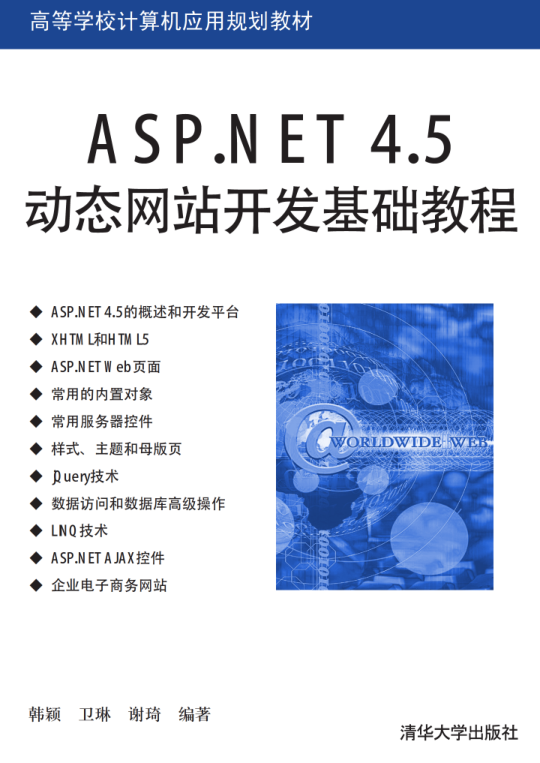 高等学校计算机应用规划教材
ASP.NET 4.5
动态网站开发基础教程
◆ ASP.NET 4.5的概述和开发平台
◆ XHTML和HTML5
◆ ASP.NET Web页面
◆ 常用的内置对象
◆ 常用服务器控件
◆ 样式、主题和母版页
◆ JQuery技术
◆ 数据访问和数据库高级操作
◆ LINQ技术
◆ ASP.NET AJAX控件
◆ 企业电子商务网站
@WORLDWIDE WEB
韩颖 卫琳 谢琦 编著
清华大学出版社